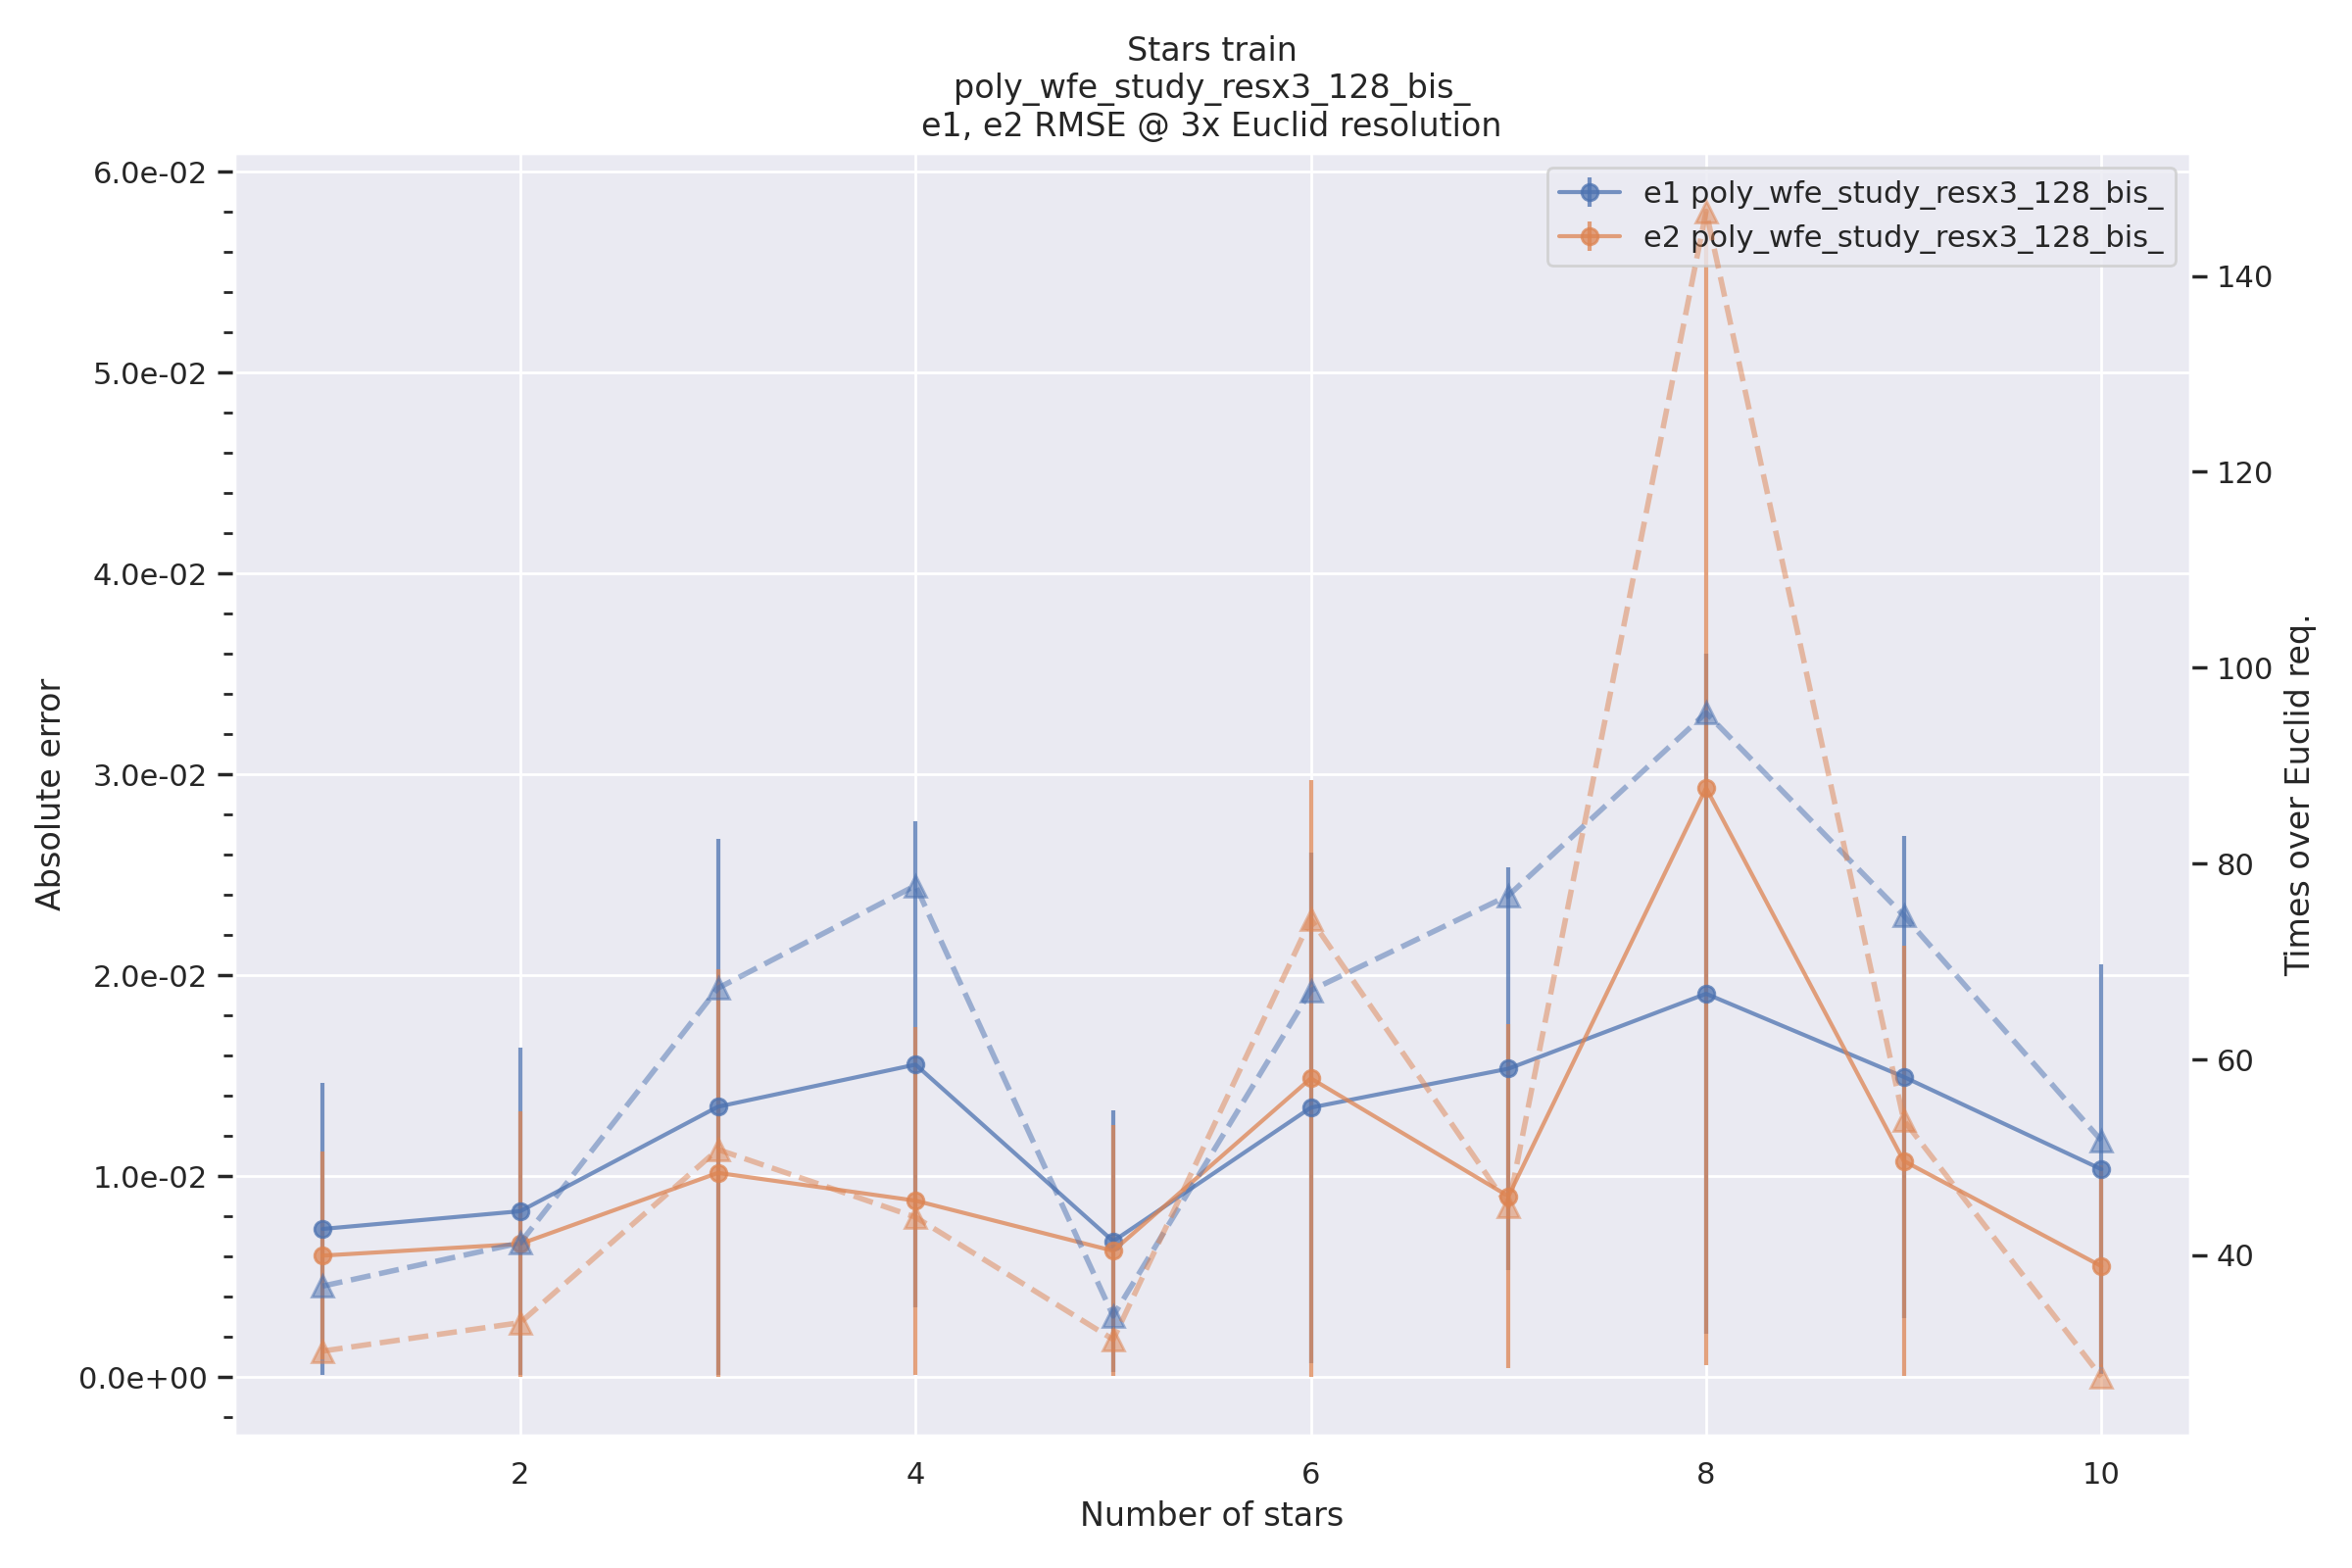 Stars train
poly_wfe_study_resx3_128_bis_
e1, e2 RMSE @ 3x Euclid resolution
e1 poly_wfe_study_resx3_128_bis_
e2 poly_wfe_study_resx3_128_bis_
6.0e-02
5.0e-02
4.0e-02
3.0e-02
2.0e-02
1.0e-02
0.0e+00
Absolute error
140
120
100
80
60
40
Times over Euclid req.
2 4 6 8 10
Number of stars